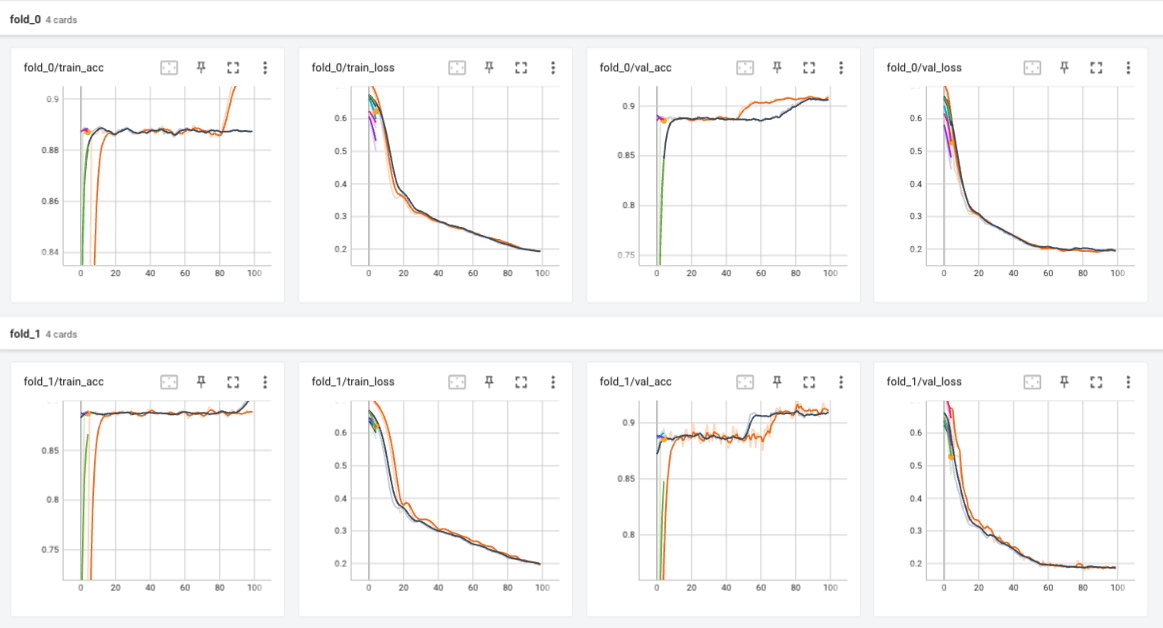 fold_0 4 cards
fold_0/train_acc
0.9
0.88
0.86
0.84
0 20 40 60 80 100
fold_0/train_loss
0.6
0.5
0.4
0.3
0.2
0 20 40 60 80 100
fold_0/val_acc
0.9
0.85
0.8
0.75
0 20 40 60 80 100
fold_0/val_loss
0.6
0.5
0.4
0.3
0.2
0 20 40 60 80 100
fold_1 4 cards
fold_1/train_acc
0.85
0.8
0.75
0 20 40 60 80 100
fold_1/train_loss
0.6
0.5
0.4
0.3
0.2
0 20 40 60 80 100
fold_1/val_acc
0.9
0.85
0.8
0 20 40 60 80 100
fold_1/val_loss
0.6
0.5
0.4
0.3
0.2
0 20 40 60 80 100